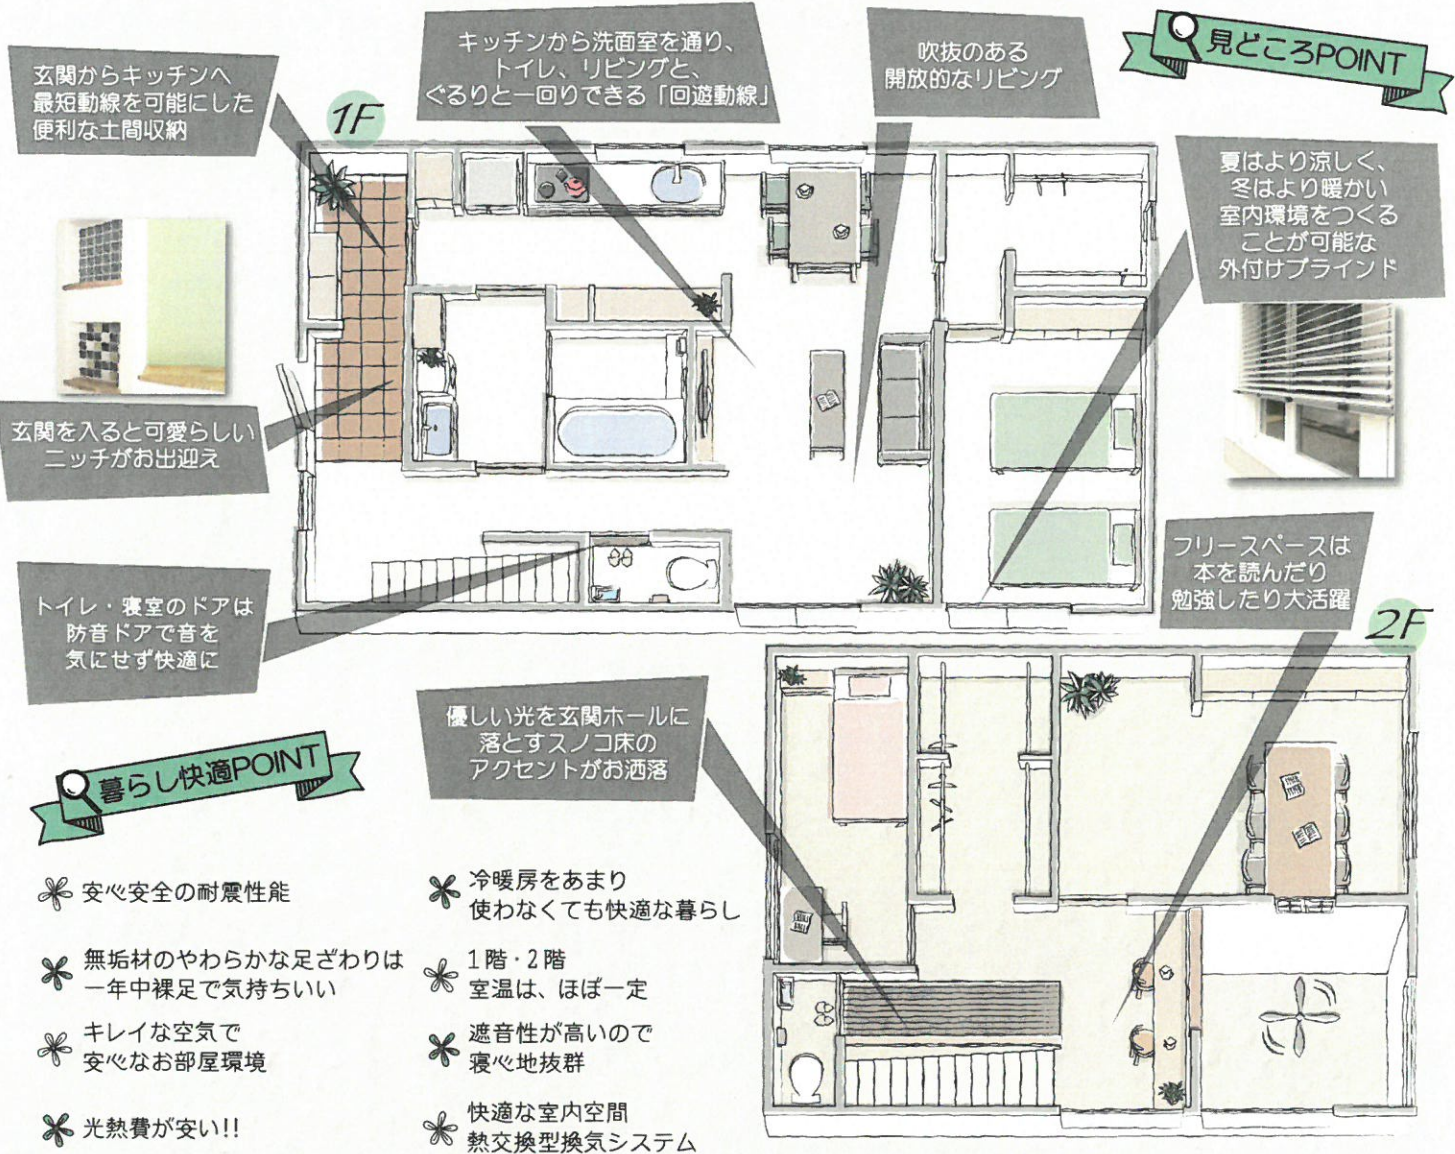 見どころPOINT
玄関からキッチンへ
最短動線を可能にした
便利な土間収納
キッチンから洗面室を通り、
トイレ、リビングと、
ぐるりと一回りできる「回遊動線」
吹抜のある
開放的なリビング
1F
夏はより涼しく、
冬はより暖かい
室内環境をつくる
ことが可能な
外付けブラインド
玄関を入ると可愛らしい
ニッチがお出迎え
トイレ・寝室のドアは
防音ドアで音を
気にせず快適に
フリースペースは
本を読んだり
勉強したり大活躍
2F
優しい光を玄関ホールに
落とすスノコ床の
アクセントがお洒落
暮らし快適POINT
安心安全の耐震性能
無垢材のやわらかな足ざわりは
一年中裸足で気持ちいい
キレイな空気で
安心なお部屋環境
光熱費が安い!!
冷暖房をあまり
使わなくても快適な暮らし
1階・2階
室温は、ほぼ一定
遮音性が高いので
寝心地抜群
快適な室内空間
熱交換型換気システム